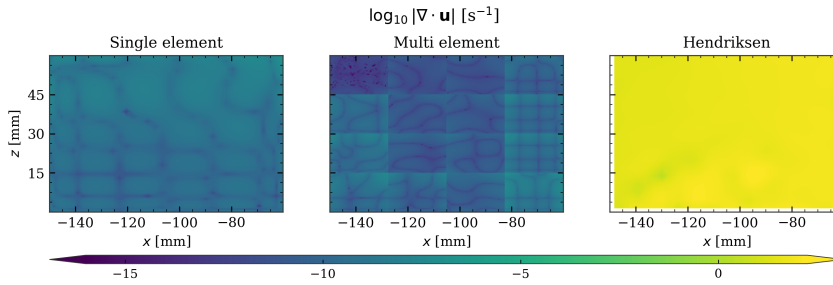 log₁₀ |∇ · u| [s⁻¹]
Single element
Multi element
Hendriksen
z [mm]
45
30
15
−140 −120 −100 −80
−140 −120 −100 −80
−140 −120 −100 −80
x [mm]
x [mm]
x [mm]
−15 −10 −5 0